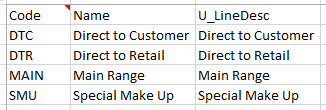 Code Name U_LineDesc
DTC Direct to Customer Direct to Customer
DTR Direct to Retail Direct to Retail
MAIN Main Range Main Range
SMU Special Make Up Special Make Up